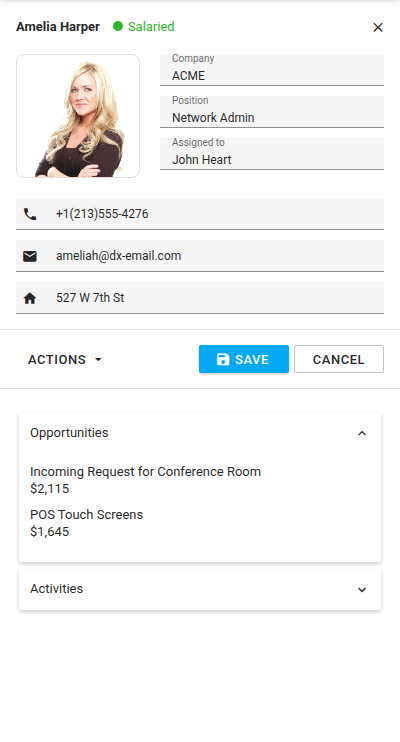 Amelia Harper Salaried
Company
ACME
Position
Network Admin
Assigned to
John Heart
+1(213)555-4276
ameliah@dx-email.com
527 W 7th St
ACTIONS SAVE CANCEL
Opportunities
Incoming Request for Conference Room
$2,115
POS Touch Screens
$1,645
Activities